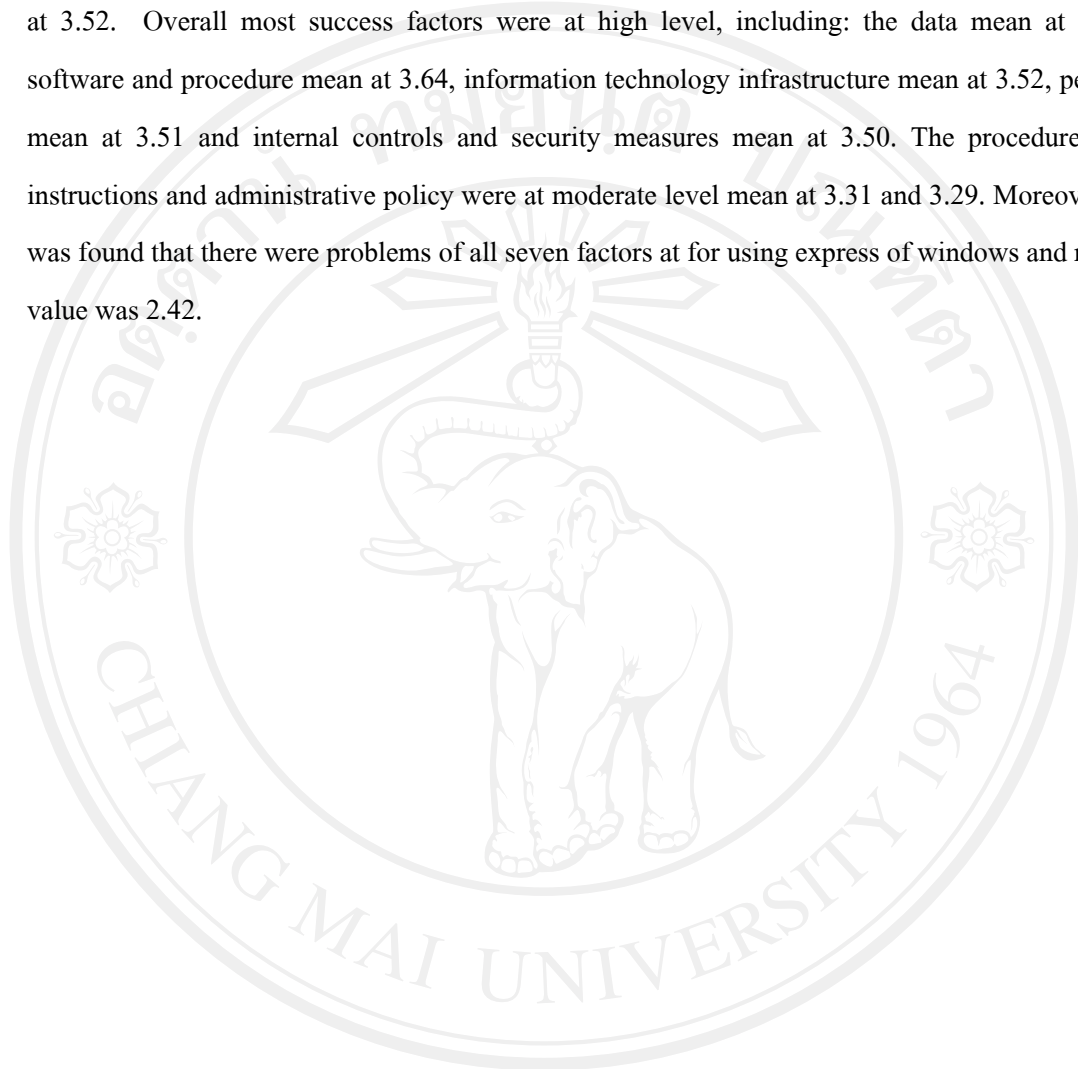 at 3.52. Overall most success factors were at high level, including: the data mean at
software and procedure mean at 3.64, information technology infrastructure mean at 3.52,
mean at 3.51 and internal controls and security measures mean at 3.50. The procedure
instructions and administrative policy were at moderate level mean at 3.31 and 3.29.
was found that there were problems of all seven factors at for using express of windows and
value was 2.42.
CHIANG MAI UNIVERSITY 1964